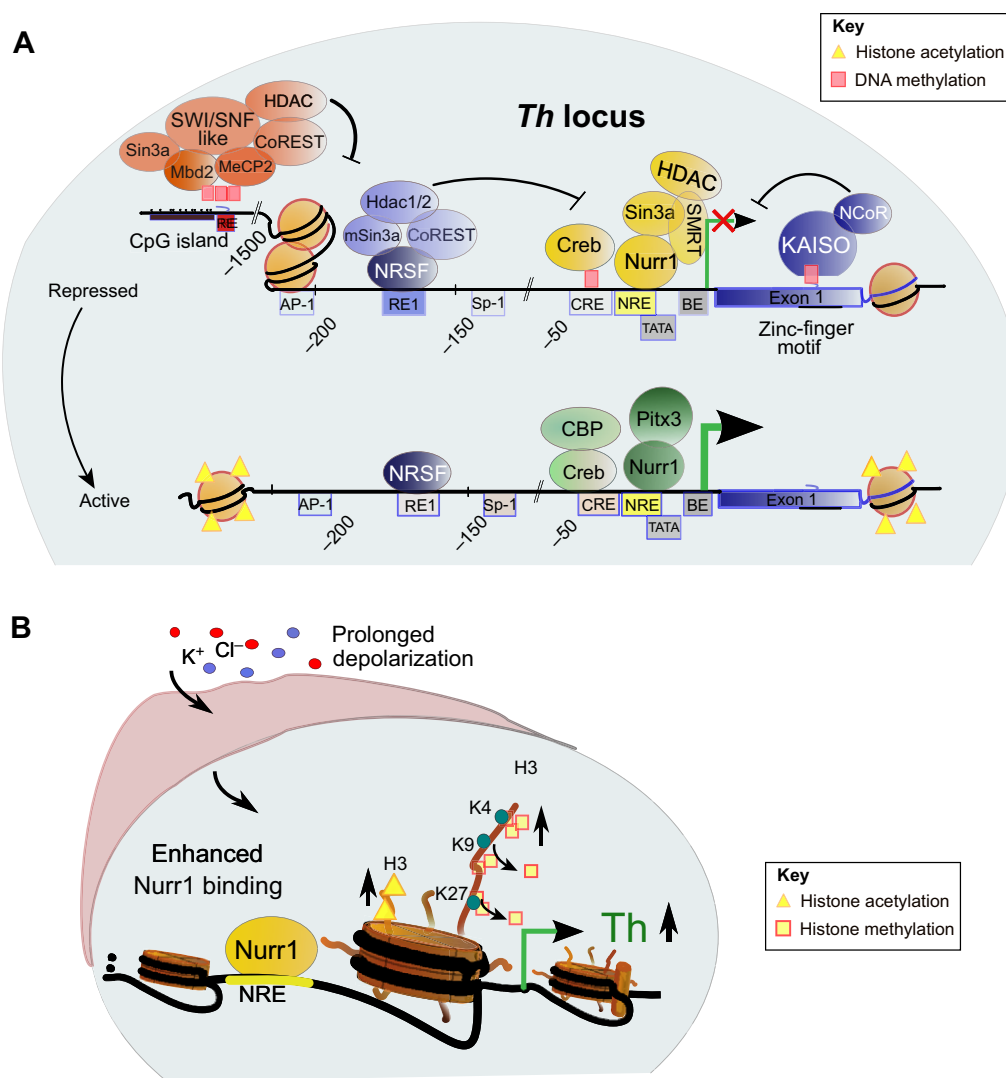 A
Key
Histone acetylation
DNA methylation
Th locus
HDAC
SWI/SNF
like
Sin3a
CoREST
Mbd2
MeCP2
RE
CpG island
–1500
Hdac1/2
mSin3a
CoREST
NRSF
HDAC
Sin3a
SMRT
Creb
Nurr1
NCoR
KAISO
Repressed
AP-1
RE1
Sp-1
CRE
NRE
BE
Exon 1
TATA
–200
–150
–50
Zinc-finger
motif
Active
CBP
Pitx3
NRSF
Creb
Nurr1
AP-1
RE1
Sp-1
CRE
NRE
BE
Exon 1
TATA
–200
–150
–50
B
K+
Cl–
Prolonged
depolarization
H3
K4
K9
Enhanced
Nurr1 binding
H3
K27
Key
Histone acetylation
Histone methylation
Th
Nurr1
NRE